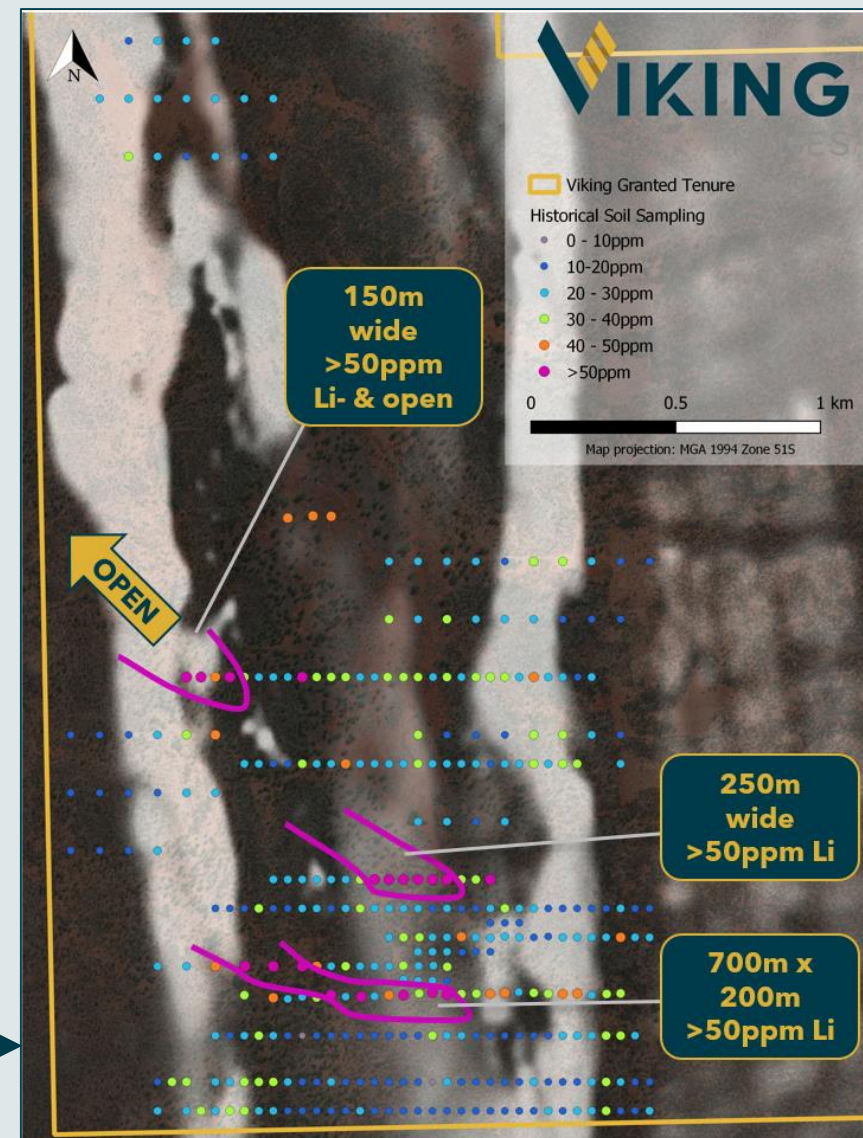 N
VIKING
Viking Granted Tenure
Historical Soil Sampling
0 - 10ppm
10-20ppm
20 - 30ppm
30 - 40ppm
40 - 50ppm
>50ppm
0 0.5 1 km
Map projection: MGA 1994 Zone 51S
150m
wide
>50ppm
Li- & open
OPEN
250m
wide
>50ppm Li
700m x
200m
>50ppm Li